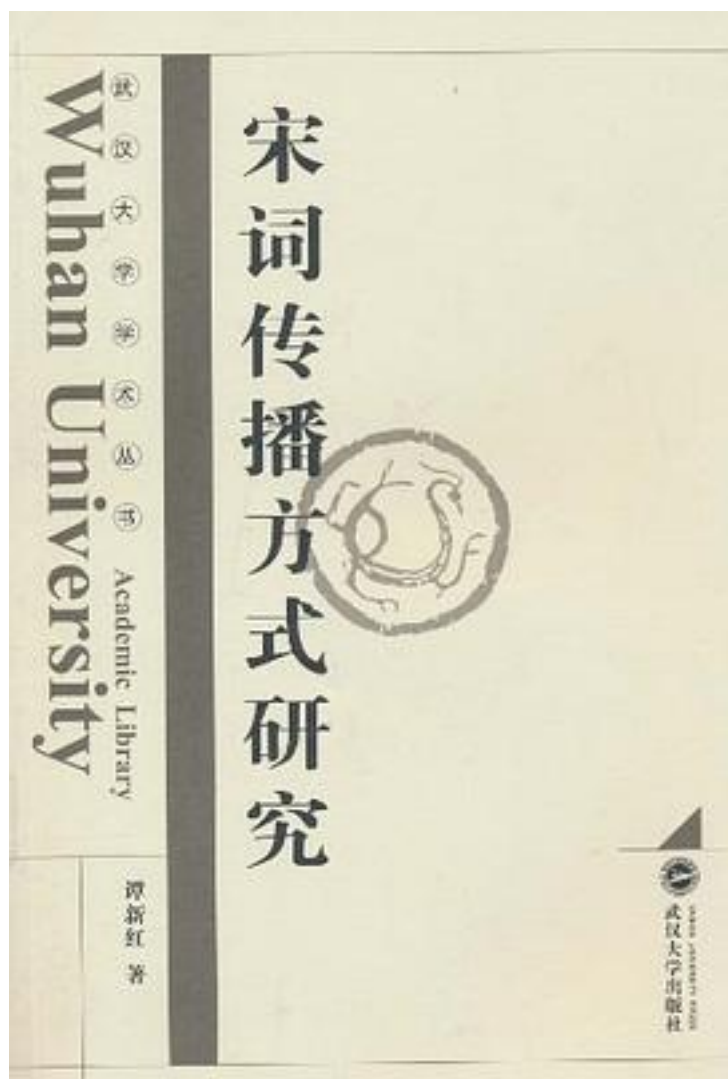 武汉大学学术丛书
Wuhan University
Academic Library
宋词传播方式研究
谭新红 著
武汉大学出版社